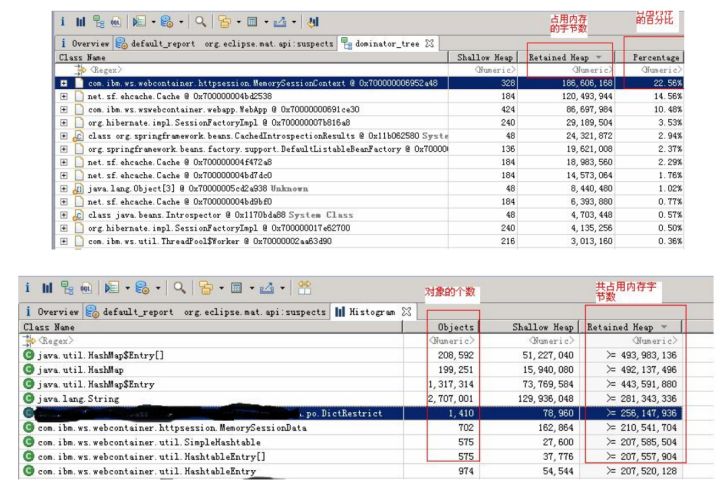 占用内存
的字节数
占用内存
的百分比
Overview default_report org.eclipse.mat.api:suspects dominator_tree
Class Name Shallow Heap Retained Heap Percentage
<Regex> <Numeric> <Numeric> <Numeric>
com.ibm.ws.webcontainer.httpsession.MemorySessionContext @ 0x700000006952a48 328 186,606,168 22.56%
net.sf.ehcache.Cache @ 0x700000004bd2538 184 120,493,944 14.56%
com.ibm.ws.wswebcontainer.webapp.WebApp @ 0x70000000691ce30 424 86,697,984 10.48%
org.hibernate.impl.SessionFactoryImpl @ 0x700000007b816a8 240 29,189,504 3.53%
class org.springframework.beans.CachedIntrospectionResults @ 0x11b062580 Syste 48 24,321,872 2.94%
org.springframework.beans.factory.support.DefaultListableBeanFactory @ 0x70000 136 19,621,008 2.37%
net.sf.ehcache.Cache @ 0x700000004f472a8 184 18,983,560 2.29%
net.sf.ehcache.Cache @ 0x700000004bd7dc0 184 14,573,064 1.76%
java.lang.Object[3] @ 0x70000005cd2a938 Unknown 48 8,440,480 1.02%
net.sf.ehcache.Cache @ 0x700000004bd9bf0 184 6,393,880 0.77%
class java.beans.Introspector @ 0x1170bda88 System Class 48 4,703,448 0.57%
org.hibernate.impl.SessionFactoryImpl @ 0x700000017e62700 240 4,135,256 0.50%
com.ibm.ws.util.ThreadPool$Worker @ 0x70000002aa63d90 216 3,013,160 0.36%
对象的个数
共占用内存字
节数
Overview default_report org.eclipse.mat.api:suspects Histogram
Class Name Objects Shallow Heap Retained Heap
<Regex> <Numeric> <Numeric> <Numeric>
java.util.HashMap$Entry[] 208,592 51,227,040 >= 493,983,136
java.util.HashMap 199,251 15,940,080 >= 492,137,496
java.util.HashMap$Entry 1,317,314 73,769,584 >= 443,591,880
java.lang.String 2,707,001 129,936,048 >= 281,343,336
.po.DictRestrict 1,410 78,960 >= 256,147,936
com.ibm.ws.webcontainer.httpsession.MemorySessionData 702 162,864 >= 210,541,704
com.ibm.ws.webcontainer.util.SimpleHashtable 575 27,600 >= 207,585,504
com.ibm.ws.webcontainer.util.HashtableEntry[] 575 37,776 >= 207,557,904
com.ibm.ws.webcontainer.util.HashtableEntry 974 54,544 >= 207,520,128